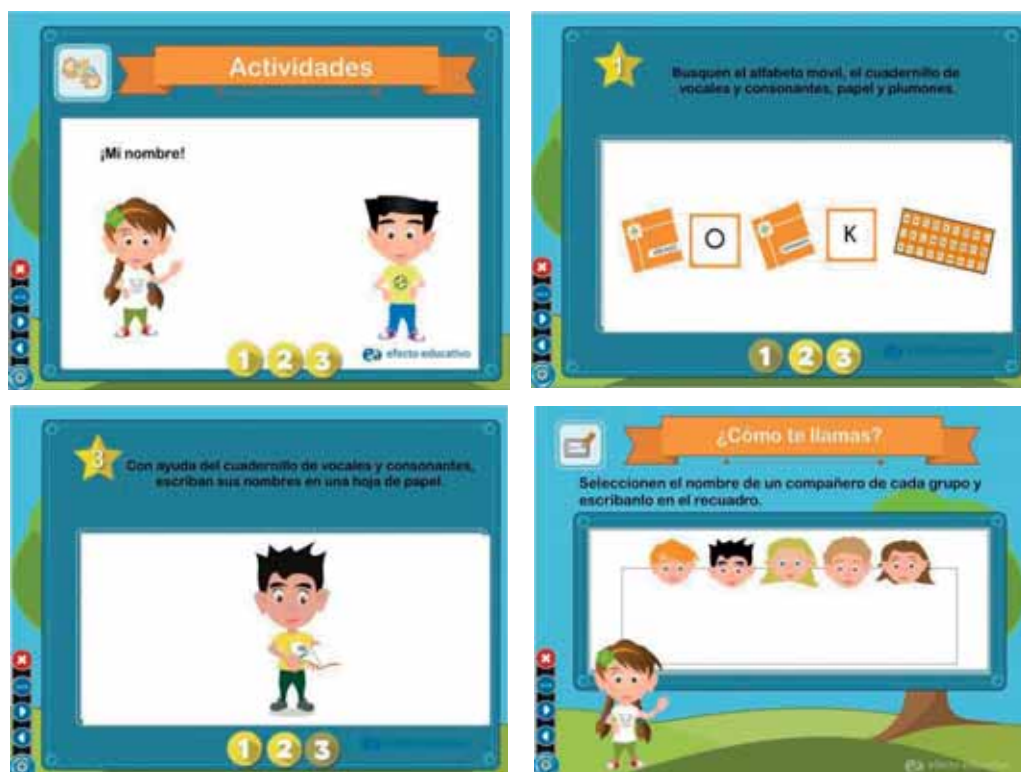 Actividades
¡Mi nombre!
1 2 3
efecto educativo
1
Busquen el alfabeto móvil, el cuadernillo de
vocales y consonantes, papel y plumones.
O
K
1 2 3
3
Con ayuda del cuadernillo de vocales y consonantes,
escriban sus nombres en una hoja de papel.
1 2 3
¿Cómo te llamas?
Seleccionen el nombre de un compañero de cada grupo y
escríbanlo en el recuadro.
efecto educativo